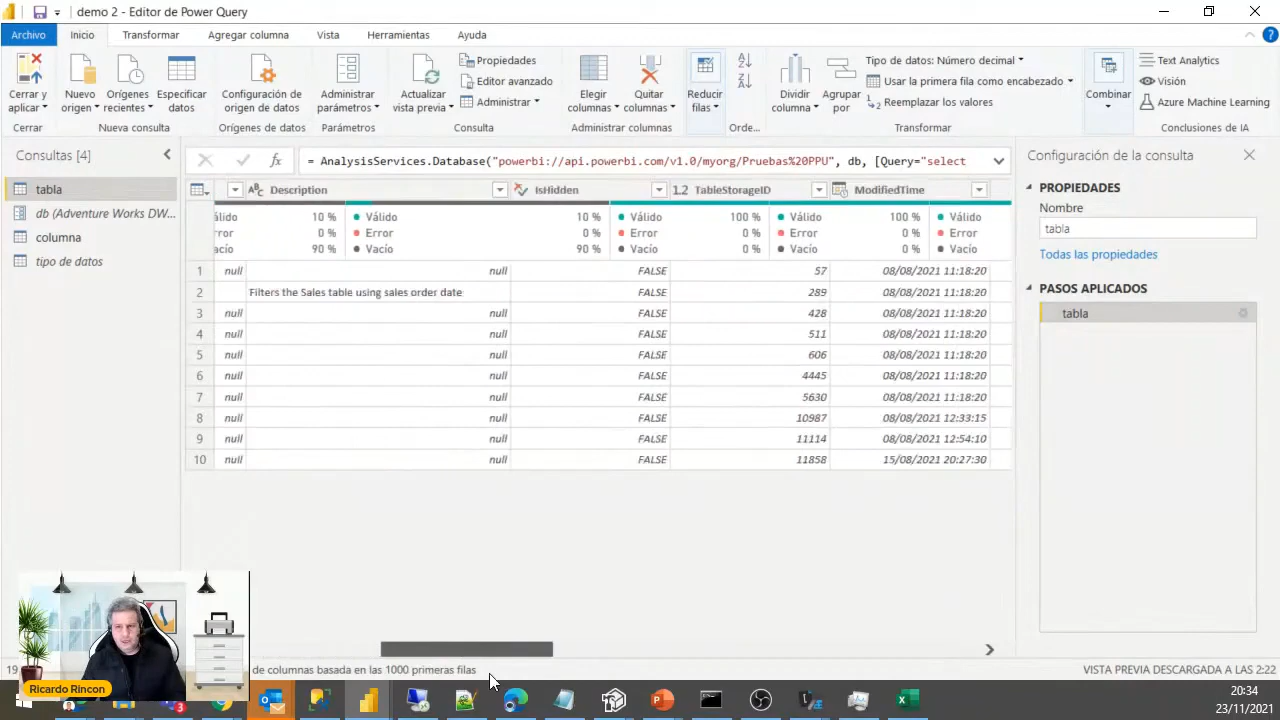 demo 2 - Editor de Power Query
Archivo Inicio Transformar Agregar columna Vista Herramientas Ayuda
Cerrar y aplicar
Nuevo origen
Orígenes recientes
Especificar datos
Configuración de origen de datos
Administrar parámetros
Actualizar vista previa
Propiedades
Editor avanzado
Administrar
Elegir columnas
Quitar columnas
Reducir filas
Dividir columna
Agrupar por
Tipo de datos: Número decimal
Usar la primera fila como encabezado
1→2 Reemplazar los valores
Combinar
Text Analytics
Visión
Azure Machine Learning
Cerrar Nueva consulta Orígenes de datos Parámetros Consulta Administrar columnas Orde... Transformar Conclusiones de IA
Consultas [4]
tabla
db (Adventure Works DW...
columna
tipo de datos
fx = AnalysisServices.Database("powerbi://api.powerbi.com/v1.0/myorg/Pruebas%20PPU", db, [Query="select
ABC Description IsHidden 1.2 TableStorageID ModifiedTime
álido 10 % Válido 10 % Válido 100 % Válido 100 % Válido
rror 0 % Error 0 % Error 0 % Error 0 % Error
acío 90 % Vacío 90 % Vacío 0 % Vacío 0 % Vacío
1 null null FALSE 57 08/08/2021 11:18:20
2 Filters the Sales table using sales order date FALSE 289 08/08/2021 11:18:20
3 null null FALSE 428 08/08/2021 11:18:20
4 null null FALSE 511 08/08/2021 11:18:20
5 null null FALSE 606 08/08/2021 11:18:20
6 null null FALSE 4445 08/08/2021 11:18:20
7 null null FALSE 5630 08/08/2021 11:18:20
8 null null FALSE 10987 08/08/2021 12:33:15
9 null null FALSE 11114 08/08/2021 12:54:10
10 null null FALSE 11858 15/08/2021 20:27:30
Configuración de la consulta
PROPIEDADES
Nombre
tabla
Todas las propiedades
PASOS APLICADOS
tabla
19
de columnas basada en las 1000 primeras filas
VISTA PREVIA DESCARGADA A LAS 2:22
Ricardo Rincon
20:34
23/11/2021